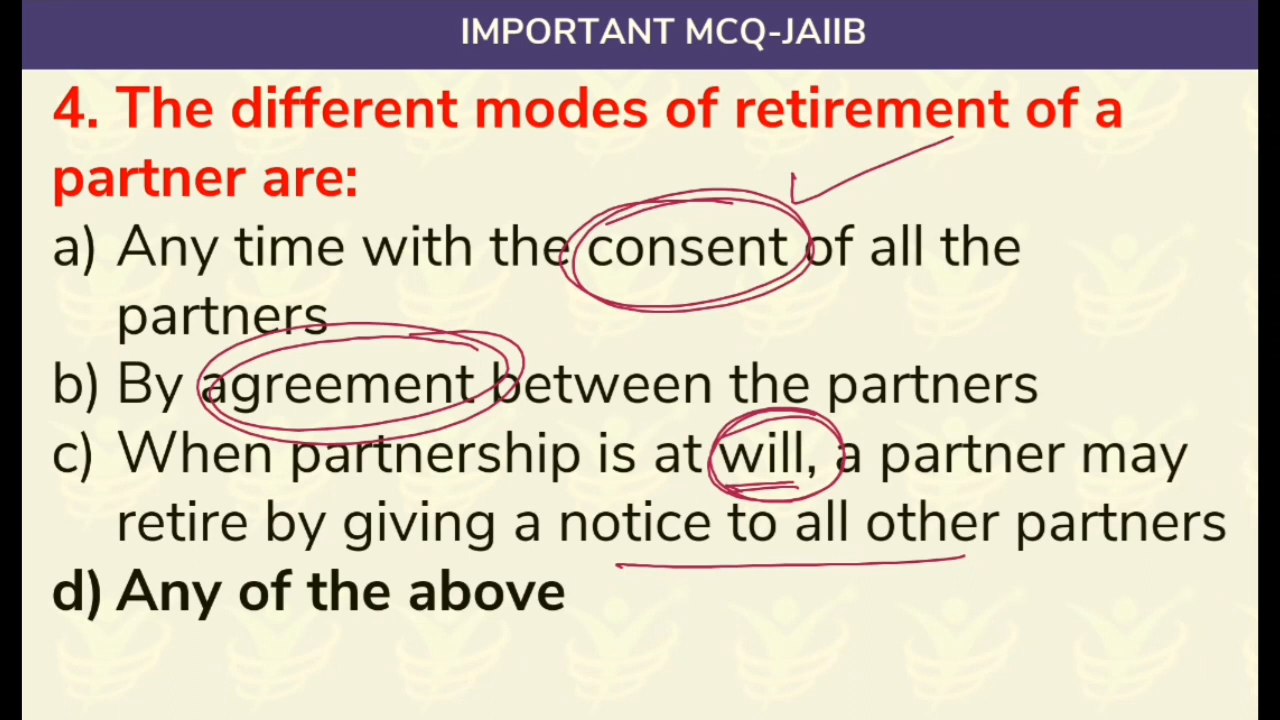 IMPORTANT MCQ-JAIIB
4. The different modes of retirement of a
partner are:
a) Any time with the consent of all the
partners
b) By agreement between the partners
c) When partnership is at will, a partner may
retire by giving a notice to all other partners
d) Any of the above